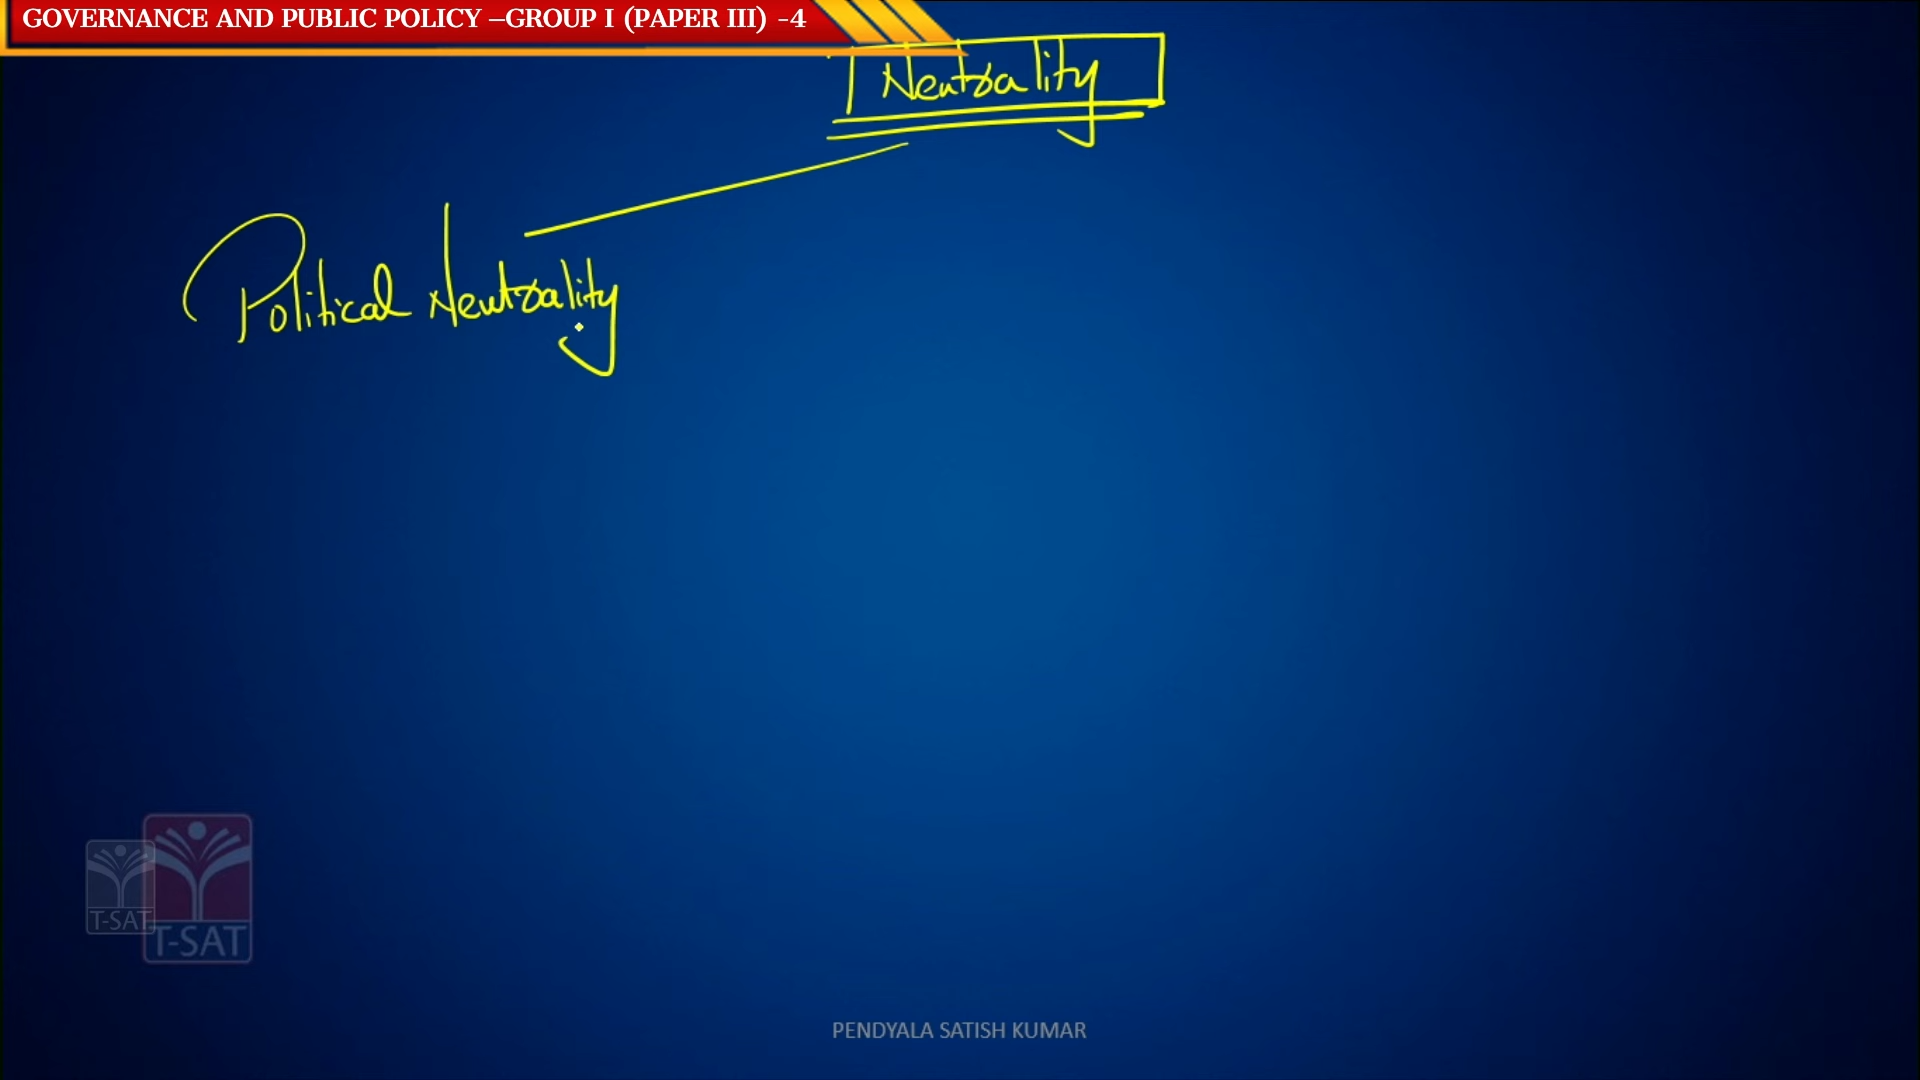 GOVERNANCE AND PUBLIC POLICY –GROUP I (PAPER III) -4
Neutrality
Political Neutrality
T-SAT
T-SAT
PENDYALA SATISH KUMAR